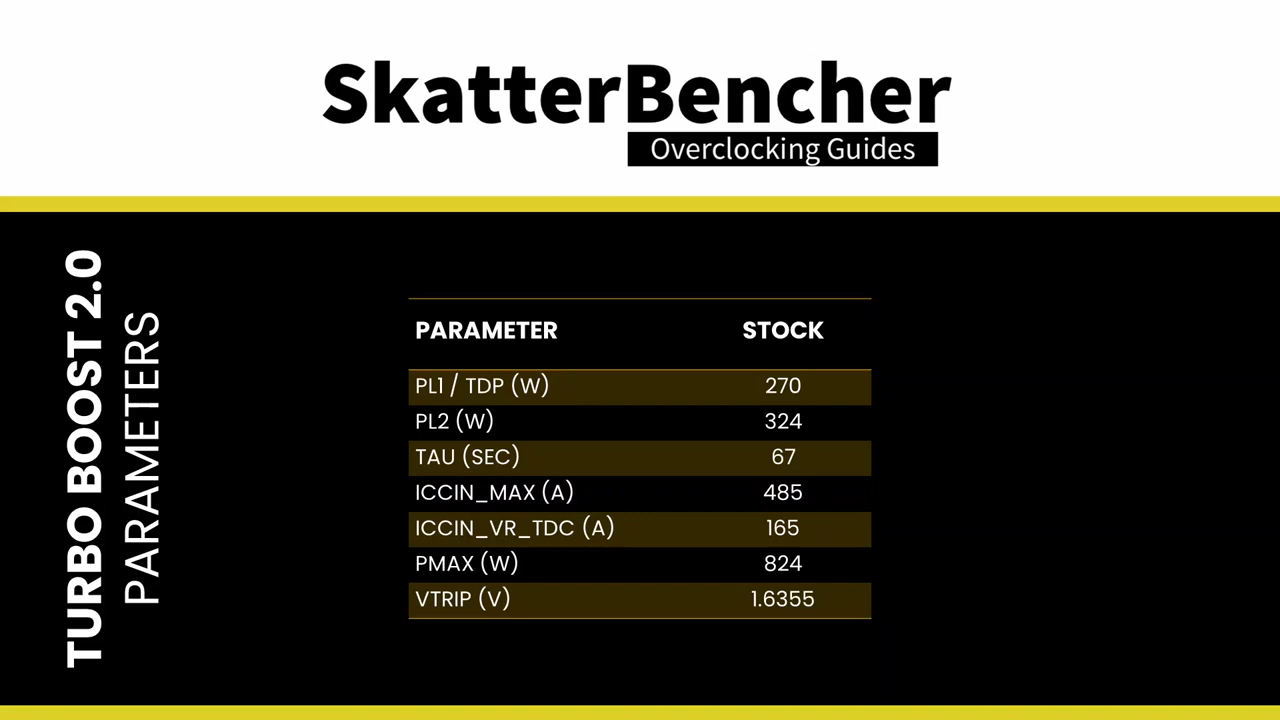 SkatterBencher
Overclocking Guides
TURBO BOOST 2.0
PARAMETERS
PARAMETER STOCK
PL1 / TDP (W) 270
PL2 (W) 324
TAU (SEC) 67
ICCIN_MAX (A) 485
ICCIN_VR_TDC (A) 165
PMAX (W) 824
VTRIP (V) 1.6355